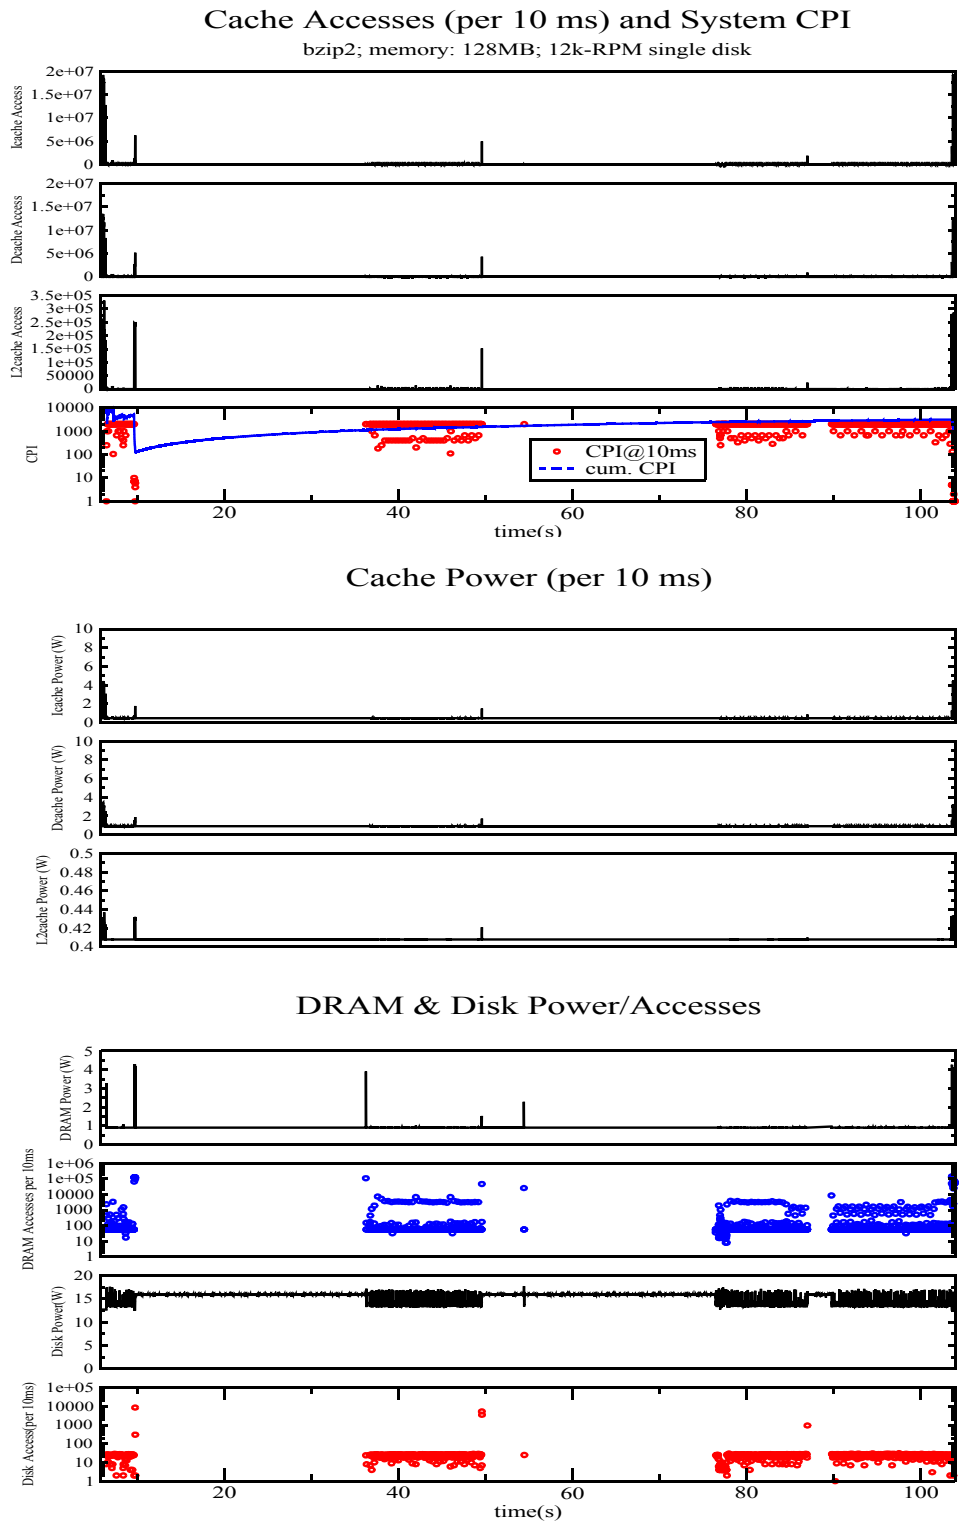 Cache Accesses (per 10 ms) and System CPI
bzip2; memory: 128MB; 12k-RPM single disk
Icache Access
2e+07
1.5e+07
1e+07
5e+06
0
Dcache Access
2e+07
1.5e+07
1e+07
5e+06
0
L2cache Access
3.5e+05
3e+05
2.5e+05
2e+05
1.5e+05
1e+05
50000
0
CPI
10000
1000
100
10
1
CPI@10ms
cum. CPI
20 40 60 80 100
time(s)
Cache Power (per 10 ms)
Icache Power (W)
10
8
6
4
2
0
Dcache Power (W)
10
8
6
4
2
0
L2cache Power (W)
0.5
0.48
0.46
0.44
0.42
0.4
DRAM & Disk Power/Accesses
DRAM Power (W)
5
4
3
2
1
0
DRAM Accesses per 10ms
1e+06
1e+05
10000
1000
100
10
1
Disk Power(W)
20
15
10
5
0
Disk Access(per 10ms)
1e+05
10000
1000
100
10
1
20 40 60 80 100
time(s)